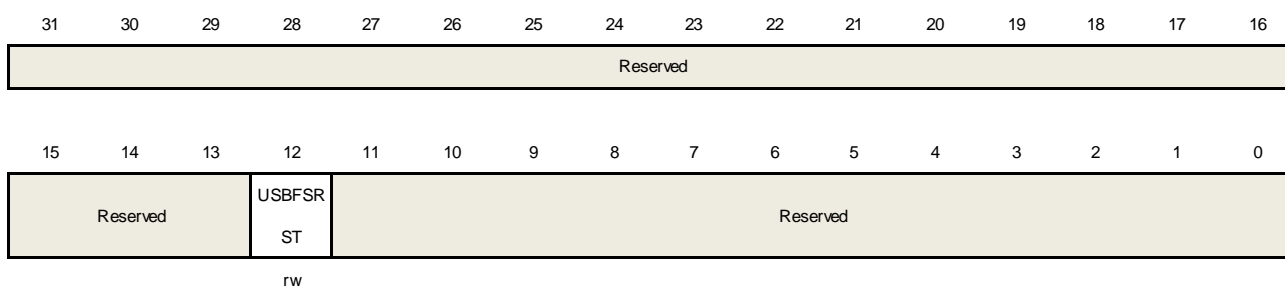 31 30 29 28 27 26 25 24 23 22 21 20 19 18 17 16
Reserved
15 14 13 12 11 10 9 8 7 6 5 4 3 2 1 0
Reserved USBFSR ST Reserved
rw